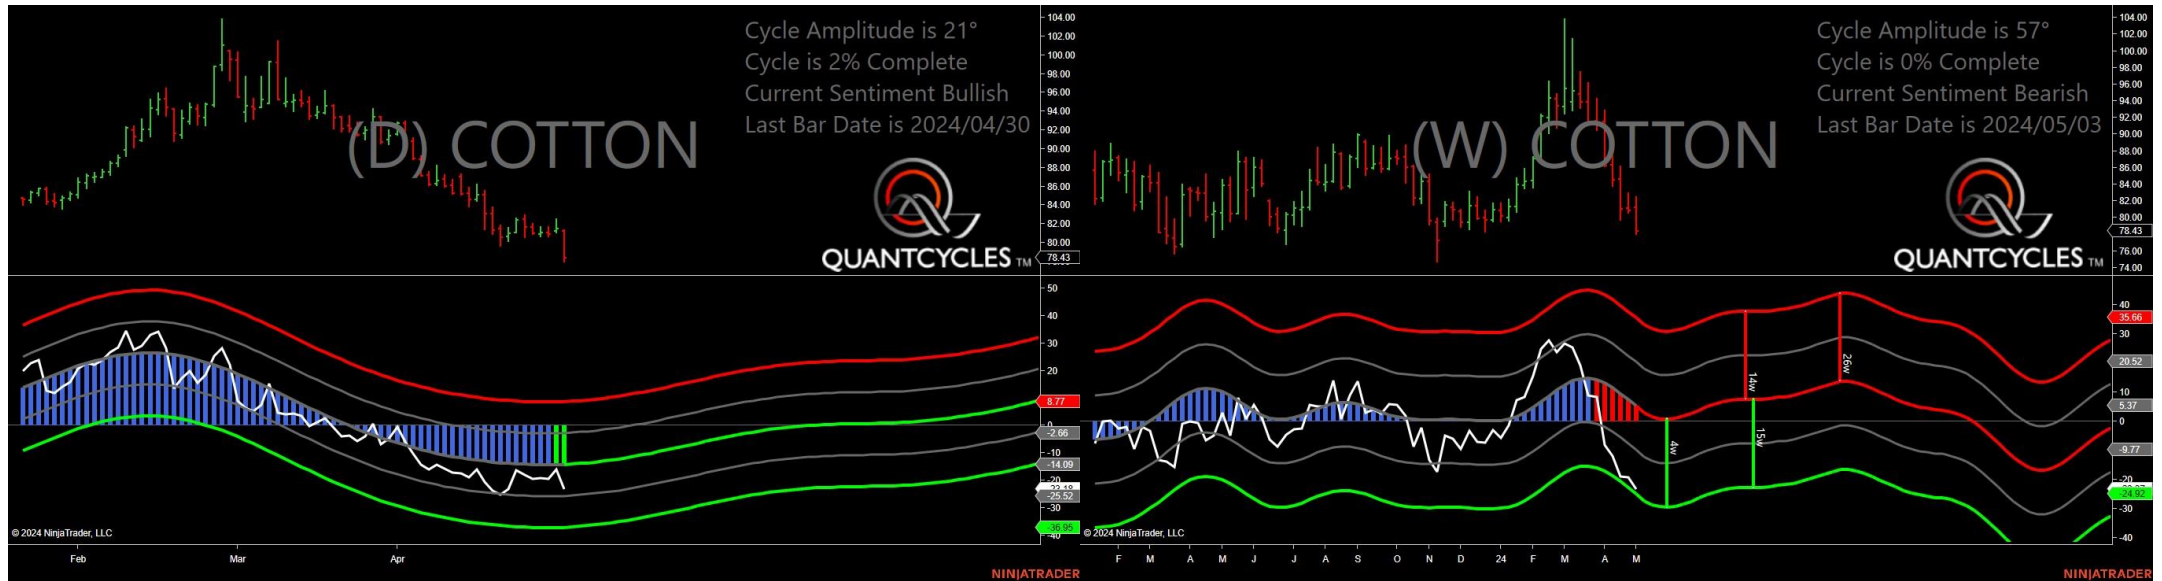 Cycle Amplitude is 21°
Cycle is 2% Complete
Current Sentiment Bullish
Last Bar Date is 2024/04/30
(D) COTTON
QUANTCYCLES TM
104.00
102.00
100.00
98.00
96.00
94.00
92.00
90.00
88.00
86.00
84.00
82.00
80.00
78.43
50
40
30
20
8.77
0
-2.66
-10
-14.09
-20
-25.52
-30
-36.95
-40
© 2024 NinjaTrader, LLC
Feb Mar Apr
NINJATRADER
Cycle Amplitude is 57°
Cycle is 0% Complete
Current Sentiment Bearish
Last Bar Date is 2024/05/03
(W) COTTON
QUANTCYCLES TM
104.00
102.00
100.00
98.00
96.00
94.00
92.00
90.00
88.00
86.00
84.00
82.00
80.00
78.43
76.00
74.00
40
35.66
30
20.52
10
5.37
0
-9.77
-20
-24.92
-30
-40
4w
14w
15w
26w
© 2024 NinjaTrader, LLC
F M A M J J A S O N D 24 F M A M
NINJATRADER